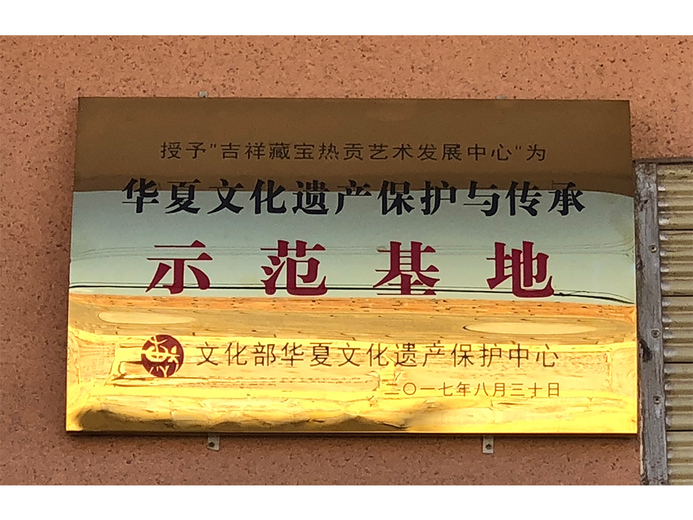 授予"吉祥藏宝热贡艺术发展中心"为
华夏文化遗产保护与传承
示范基地
文化部华夏文化遗产保护中心
二〇一七年八月三十日